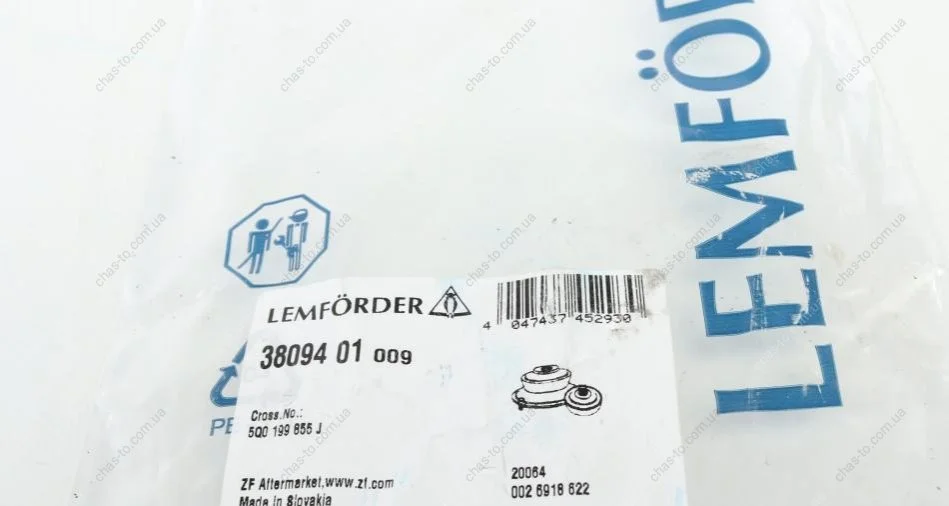 LEMFÖRDER
38094 01 009
Cross.No.:
5Q0 199 855 J
ZF Aftermarket,www.zf.com
Made in Slovakia
4 047437 452930
20064
002 6918 622
LEMFÖ
PE
chas-to.com.ua